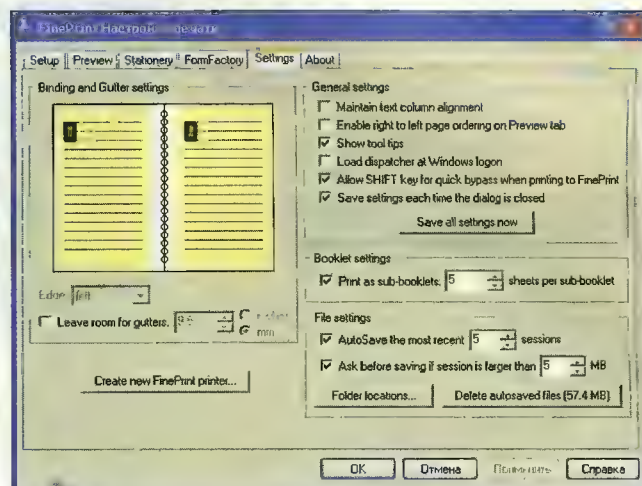 FinePrint
Setup Preview Stationery FormFactory Settings About
Binding and Gutter settings
Edge:
Leave room for gutters:
mm
Create new FinePrint printer...
General settings
Maintain text column alignment
Enable right to left page ordering on Preview tab
Show tool tips
Load dispatcher at Windows logon
Allow SHIFT key for quick bypass when printing to FinePrint
Save settings each time the dialog is closed
Save all settings now
Booklet settings
Print as sub-booklets: 5 sheets per sub-booklet
File settings
AutoSave the most recent 5 sessions
Ask before saving if session is larger than 5 MB
Folder locations... Delete autosaved files (57.4 MB)
OK Отмена Применить Справка